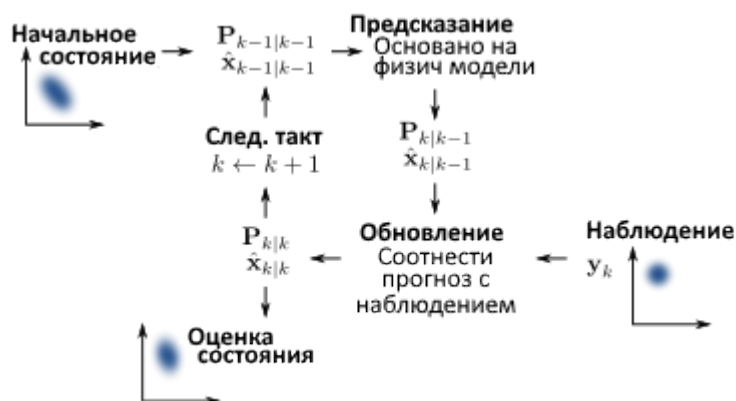 Начальное
состояние
P_{k−1|k−1}
x̂_{k−1|k−1}
Предсказание
Основано на
физич модели
P_{k|k−1}
x̂_{k|k−1}
След. такт
k ← k + 1
Обновление
Соотнести
прогноз с
наблюдением
Наблюдение
y_k
P_{k|k}
x̂_{k|k}
Оценка
состояния